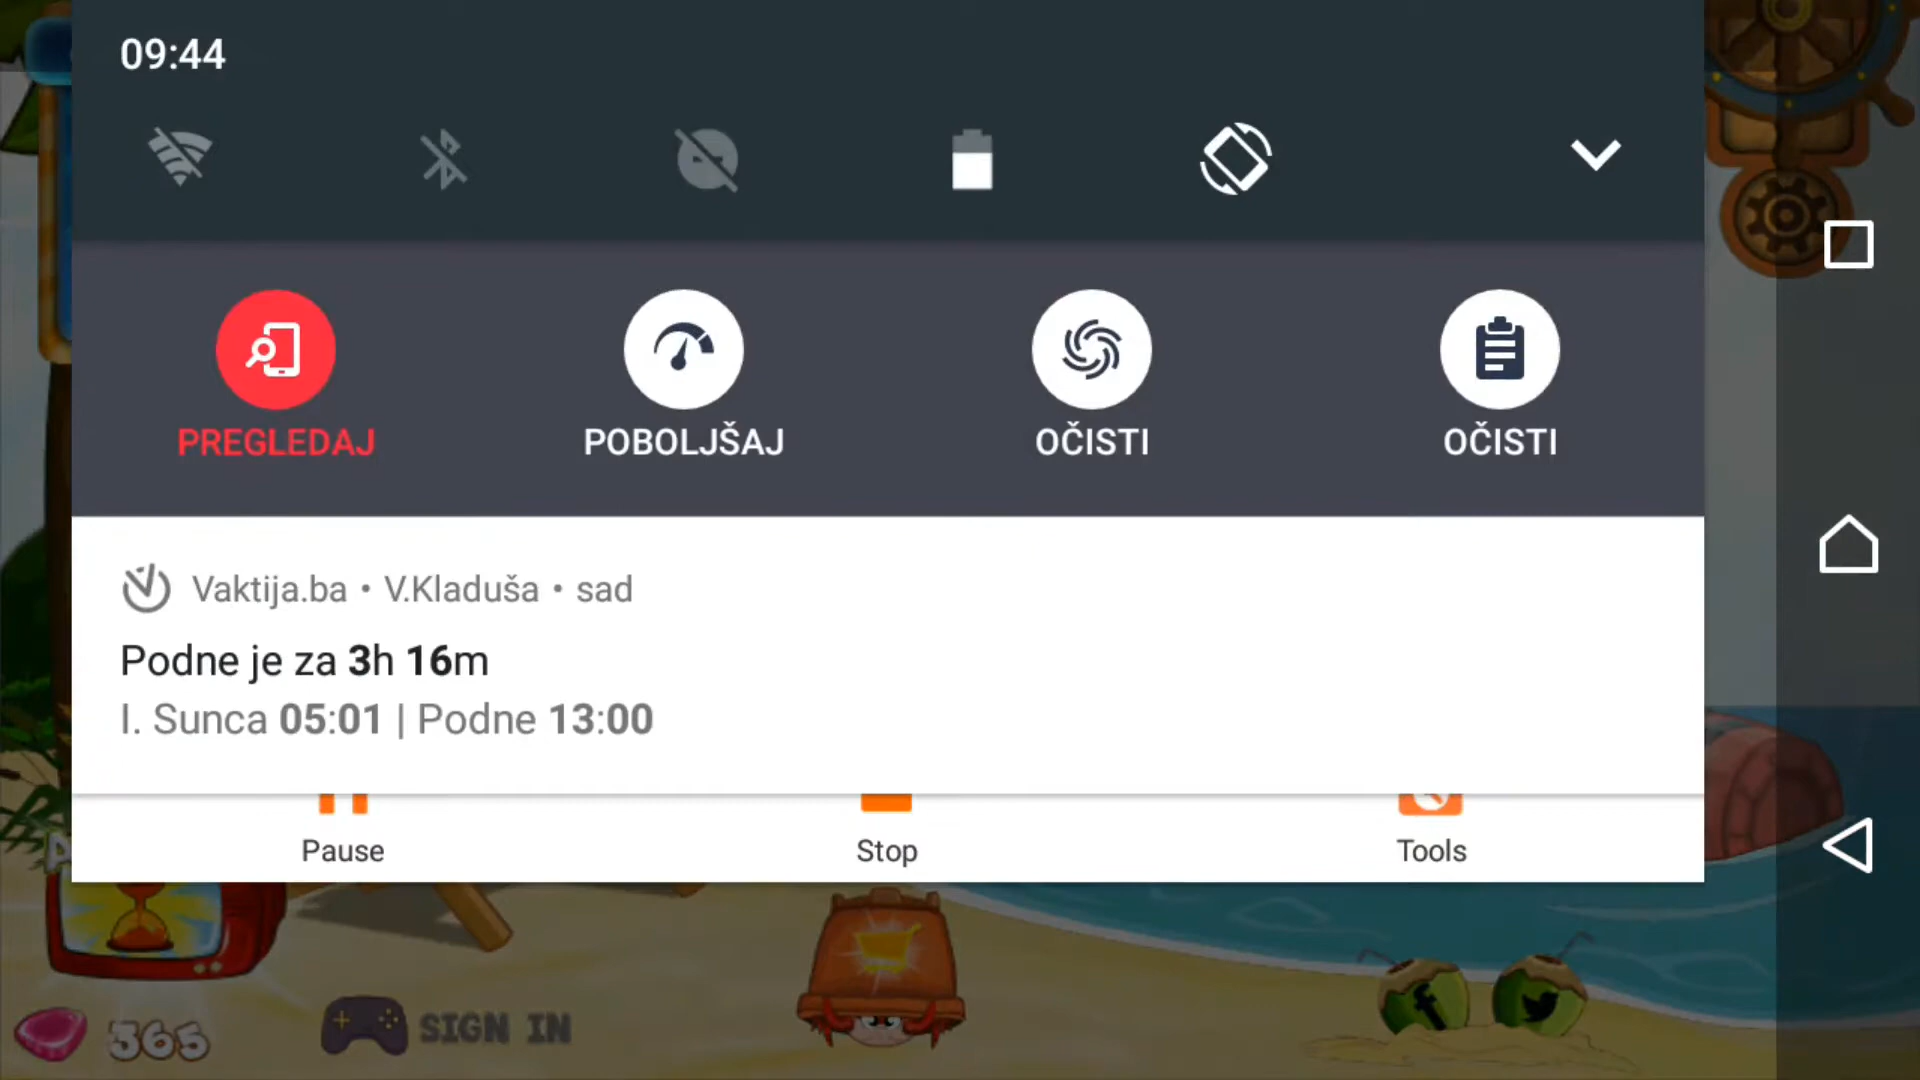 09:44
PREGLEDAJ
POBOLJŠAJ
OČISTI
OČISTI
Vaktija.ba • V.Kladuša • sad
Podne je za 3h 16m
I. Sunca 05:01 | Podne 13:00
Pause
Stop
Tools
365
SIGN IN